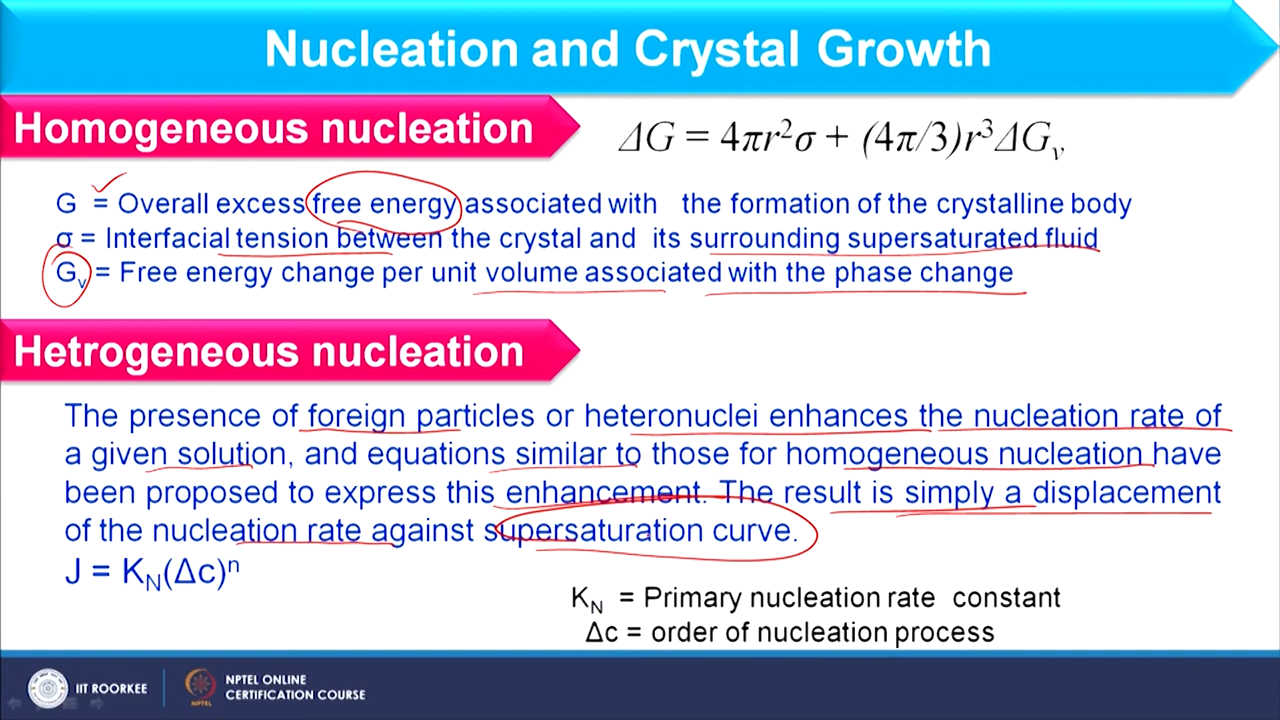 Nucleation and Crystal Growth
Homogeneous nucleation
ΔG = 4πr²σ + (4π/3)r³ΔGᵥ
G = Overall excess free energy associated with the formation of the crystalline body
σ = Interfacial tension between the crystal and its surrounding supersaturated fluid
Gᵥ = Free energy change per unit volume associated with the phase change
Hetrogeneous nucleation
The presence of foreign particles or heteronuclei enhances the nucleation rate of
a given solution, and equations similar to those for homogeneous nucleation have
been proposed to express this enhancement. The result is simply a displacement
of the nucleation rate against supersaturation curve.
J = K_N(Δc)ⁿ
K_N = Primary nucleation rate constant
Δc = order of nucleation process
IIT ROORKEE
NPTEL
NPTEL ONLINE
CERTIFICATION COURSE